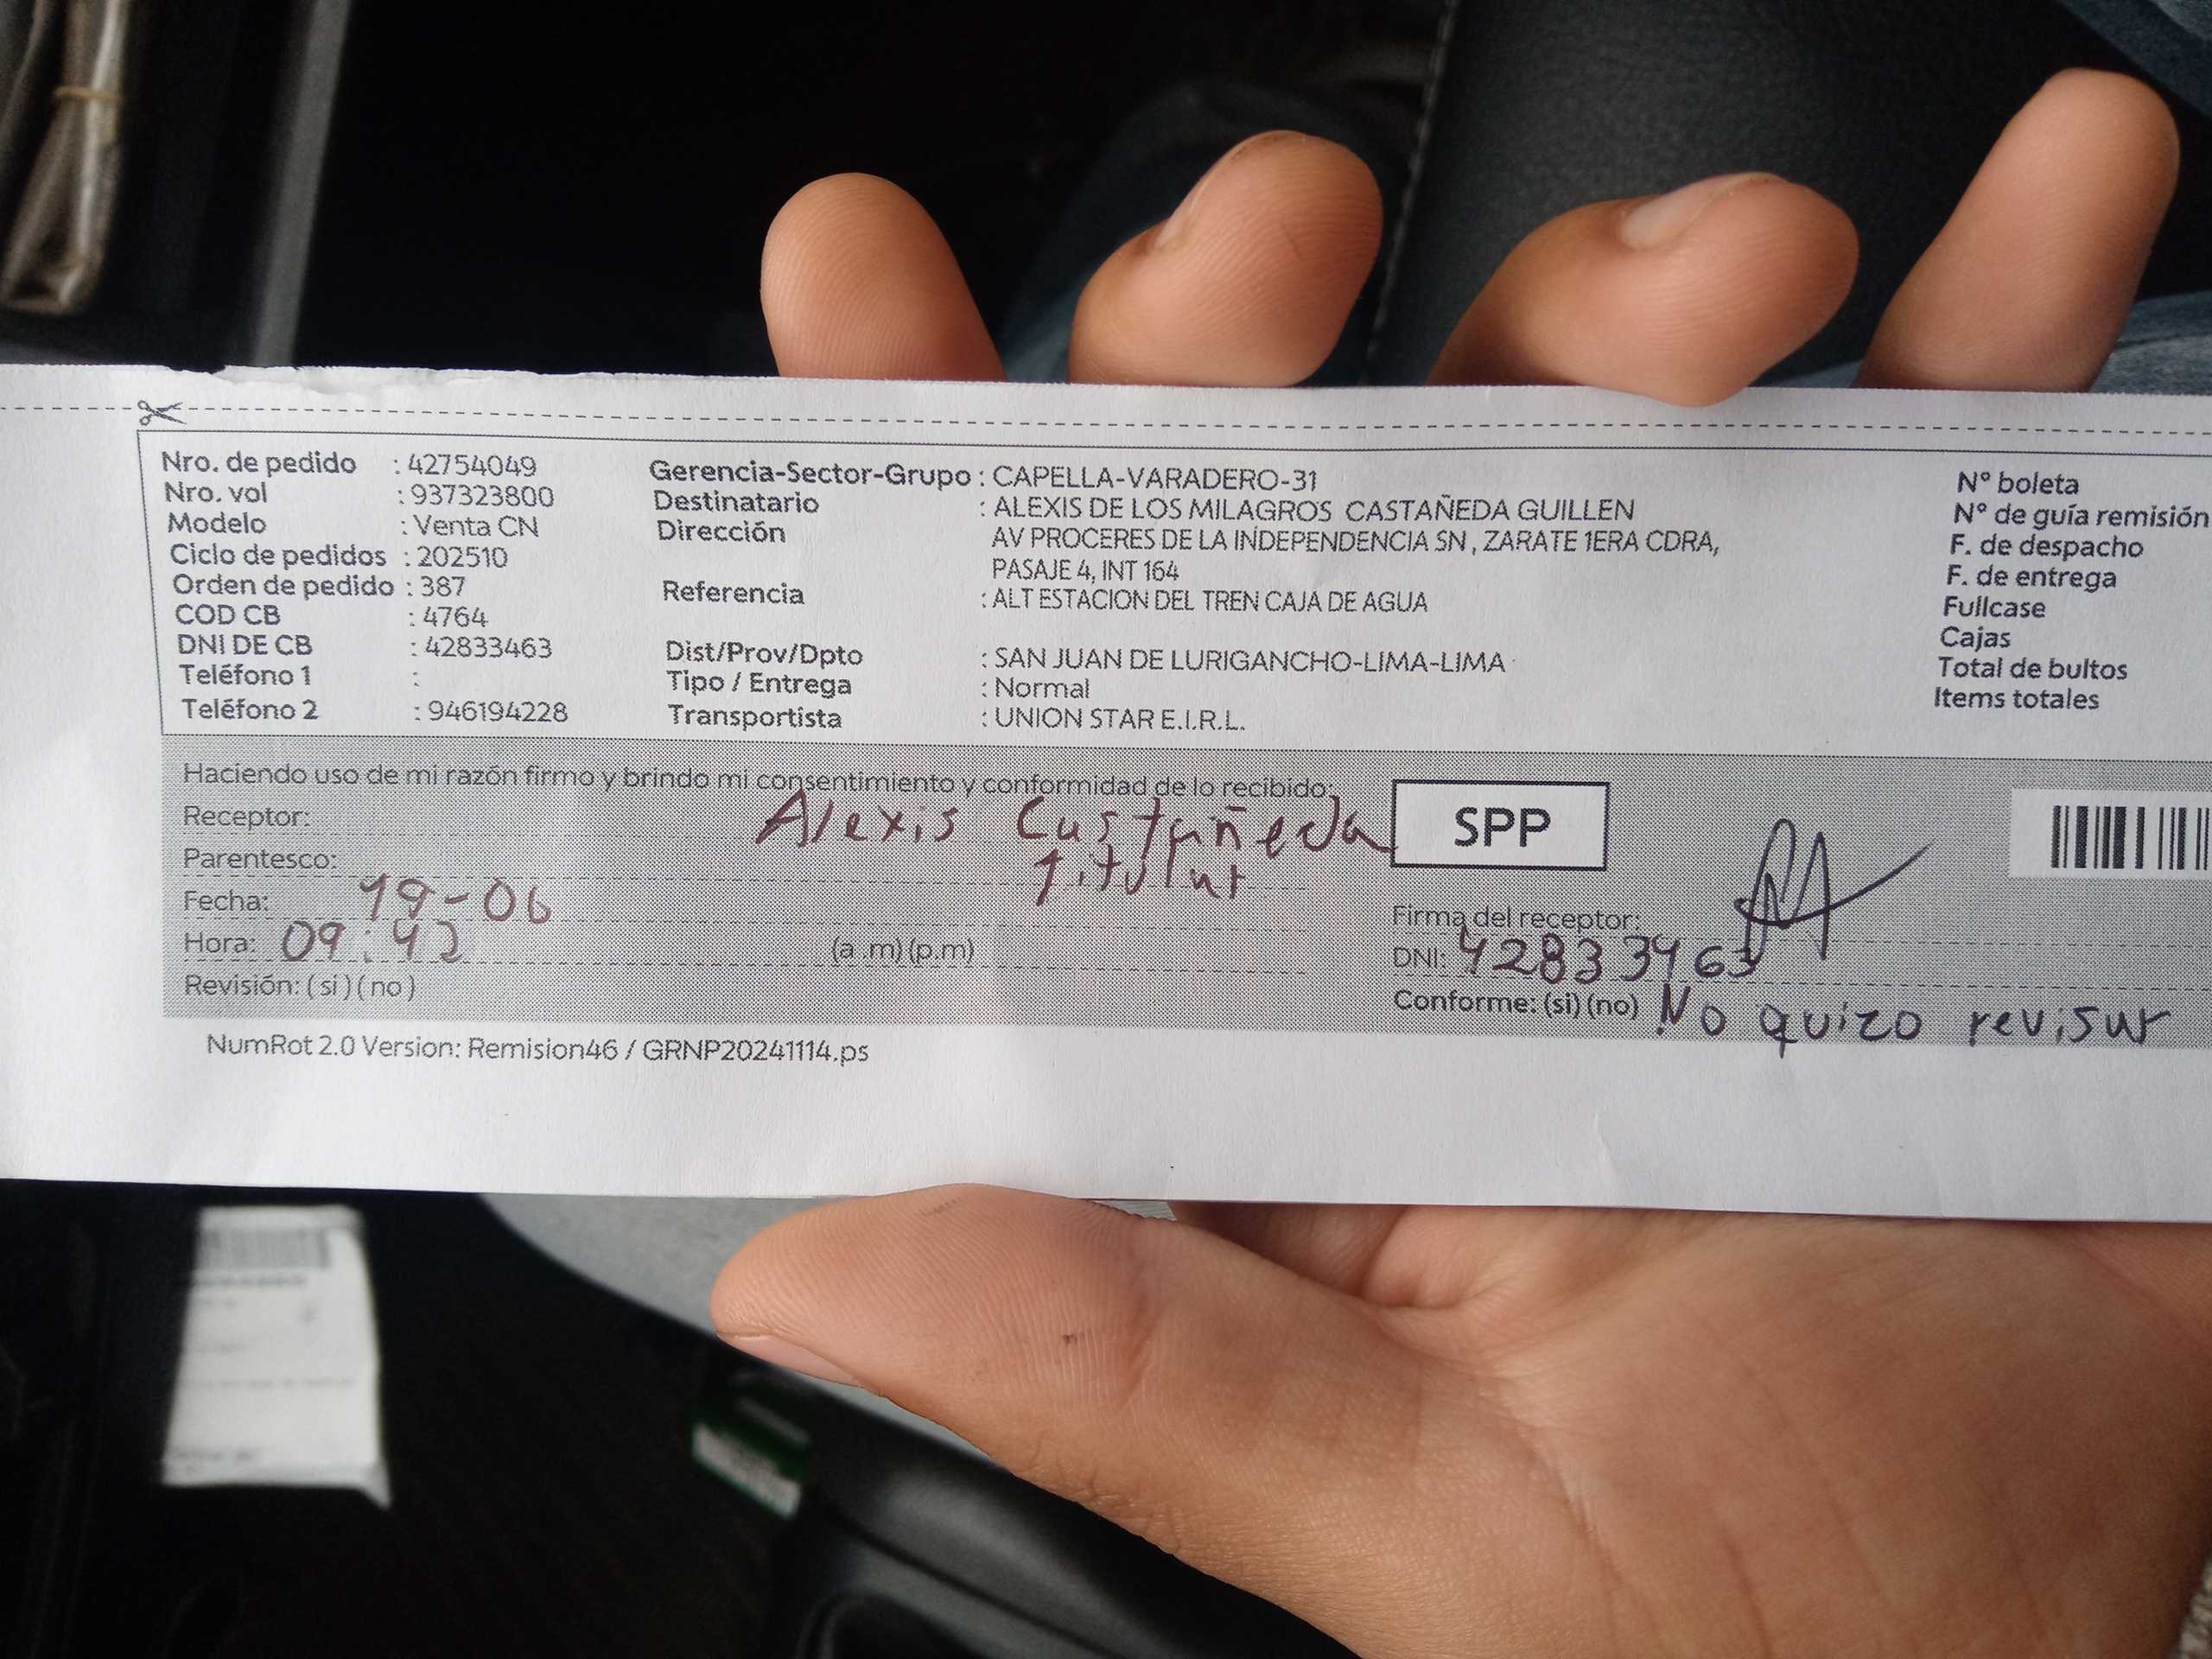 Nro. de pedido : 42754049
Nro. vol : 937323800
Modelo : Venta CN
Ciclo de pedidos : 202510
Orden de pedido : 387
COD CB : 4764
DNI DE CB : 42833463
Teléfono 1 :
Teléfono 2 : 946194228
Gerencia-Sector-Grupo : CAPELLA-VARADERO-31
Destinatario : ALEXIS DE LOS MILAGROS CASTAÑEDA GUILLEN
Dirección AV PROCERES DE LA INDEPENDENCIA SN , ZARATE 1ERA CDRA,
PASAJE 4, INT 164
Referencia : ALT ESTACION DEL TREN CAJA DE AGUA
Dist/Prov/Dpto : SAN JUAN DE LURIGANCHO-LIMA-LIMA
Tipo / Entrega : Normal
Transportista : UNION STAR E.I.R.L.
N° boleta
N° de guía remisión
F. de despacho
F. de entrega
Fullcase
Cajas
Total de bultos
Items totales
Haciendo uso de mi razón firmo y brindo mi consentimiento y conformidad de lo recibido:
Receptor: Alexis Castañeda
Parentesco: titular
Fecha: 19-06
Hora: 09:42 (a.m) (p.m)
Revisión: ( si ) ( no )
SPP
Firma del receptor:
DNI: 42833463
Conforme: (si) (no) No quizo revisar
NumRot 2.0 Version: Remision46 / GRNP20241114.ps